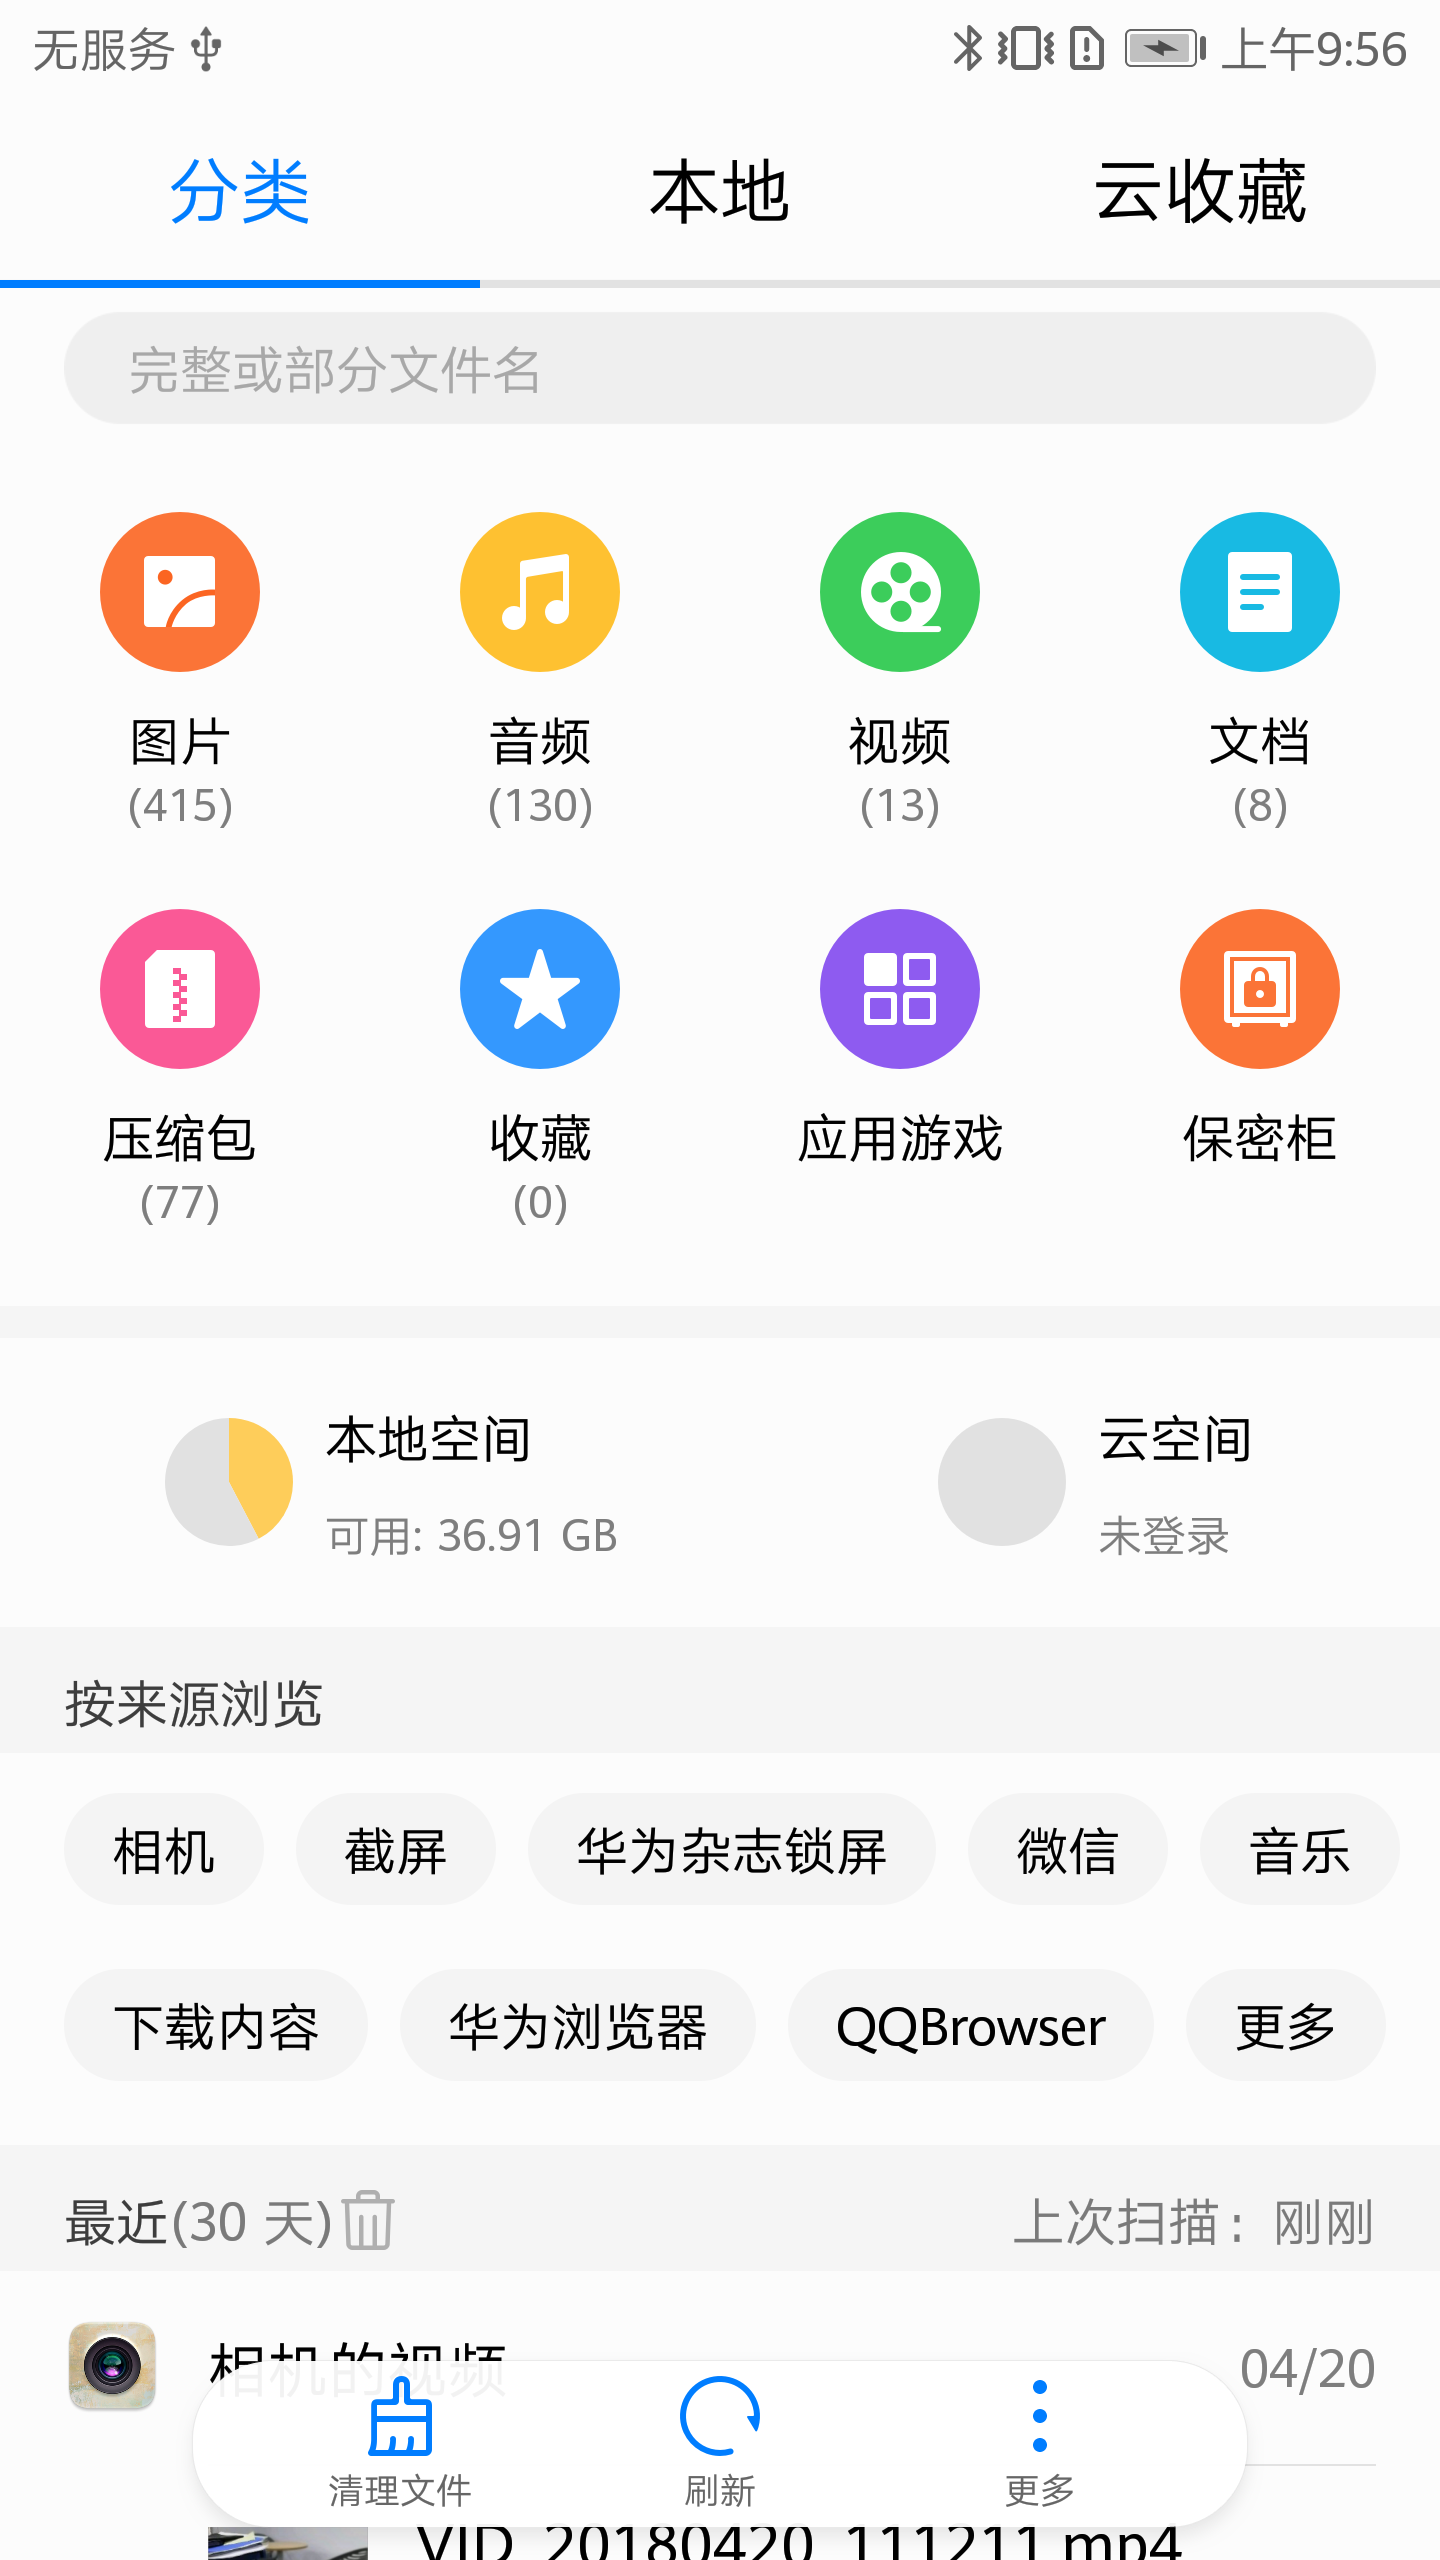 无服务 上午9:56
分类 本地 云收藏
完整或部分文件名
图片 音频 视频 文档
(415) (130) (13) (8)
压缩包 收藏 应用游戏 保密柜
(77) (0)
本地空间 云空间
可用: 36.91 GB 未登录
按来源浏览
相机 截屏 华为杂志锁屏 微信 音乐
下载内容 华为浏览器 QQBrowser 更多
最近(30 天) 上次扫描：刚刚
相机的视频 04/20
清理文件 刷新 更多
VID_20180420_111211.mp4